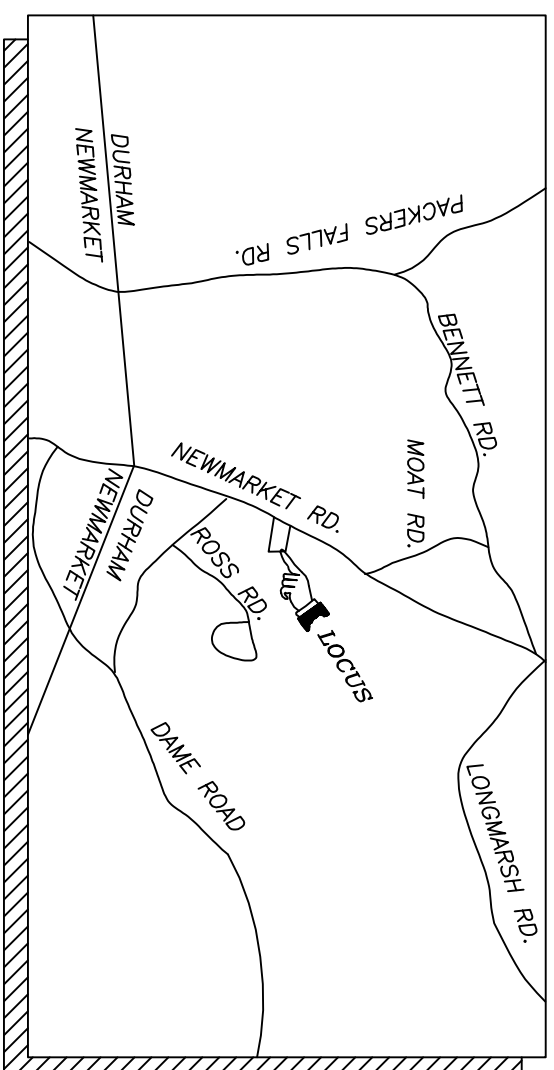 DURHAM
NEWMARKET
PACKERS FALLS RD.
BENNETT RD.
MOAT RD.
NEWMARKET RD.
DURHAM
NEWMARKET
ROSS RD.
LOCUS
DAME ROAD
LONGMARSH RD.